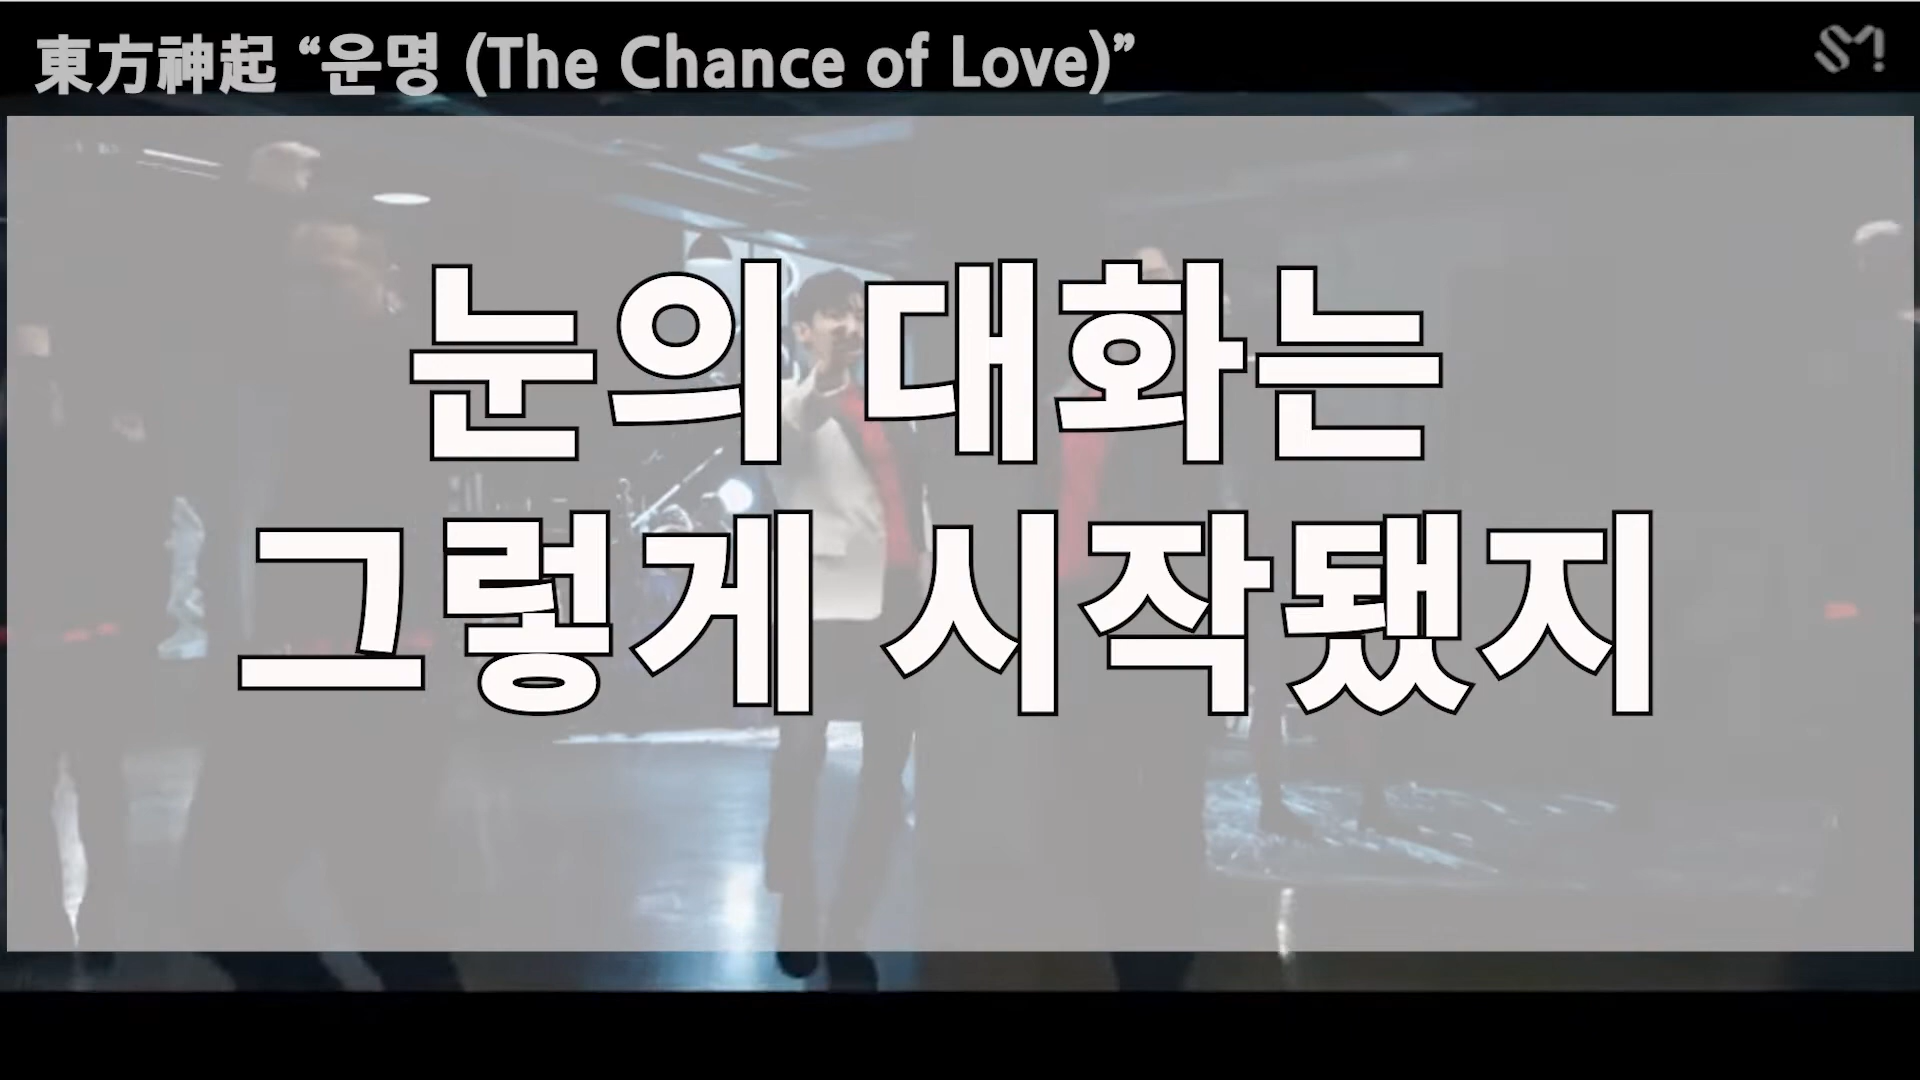 東方神起 “운명 (The Chance of Love)”
SM!
눈의 대화는
그렇게 시작됐지